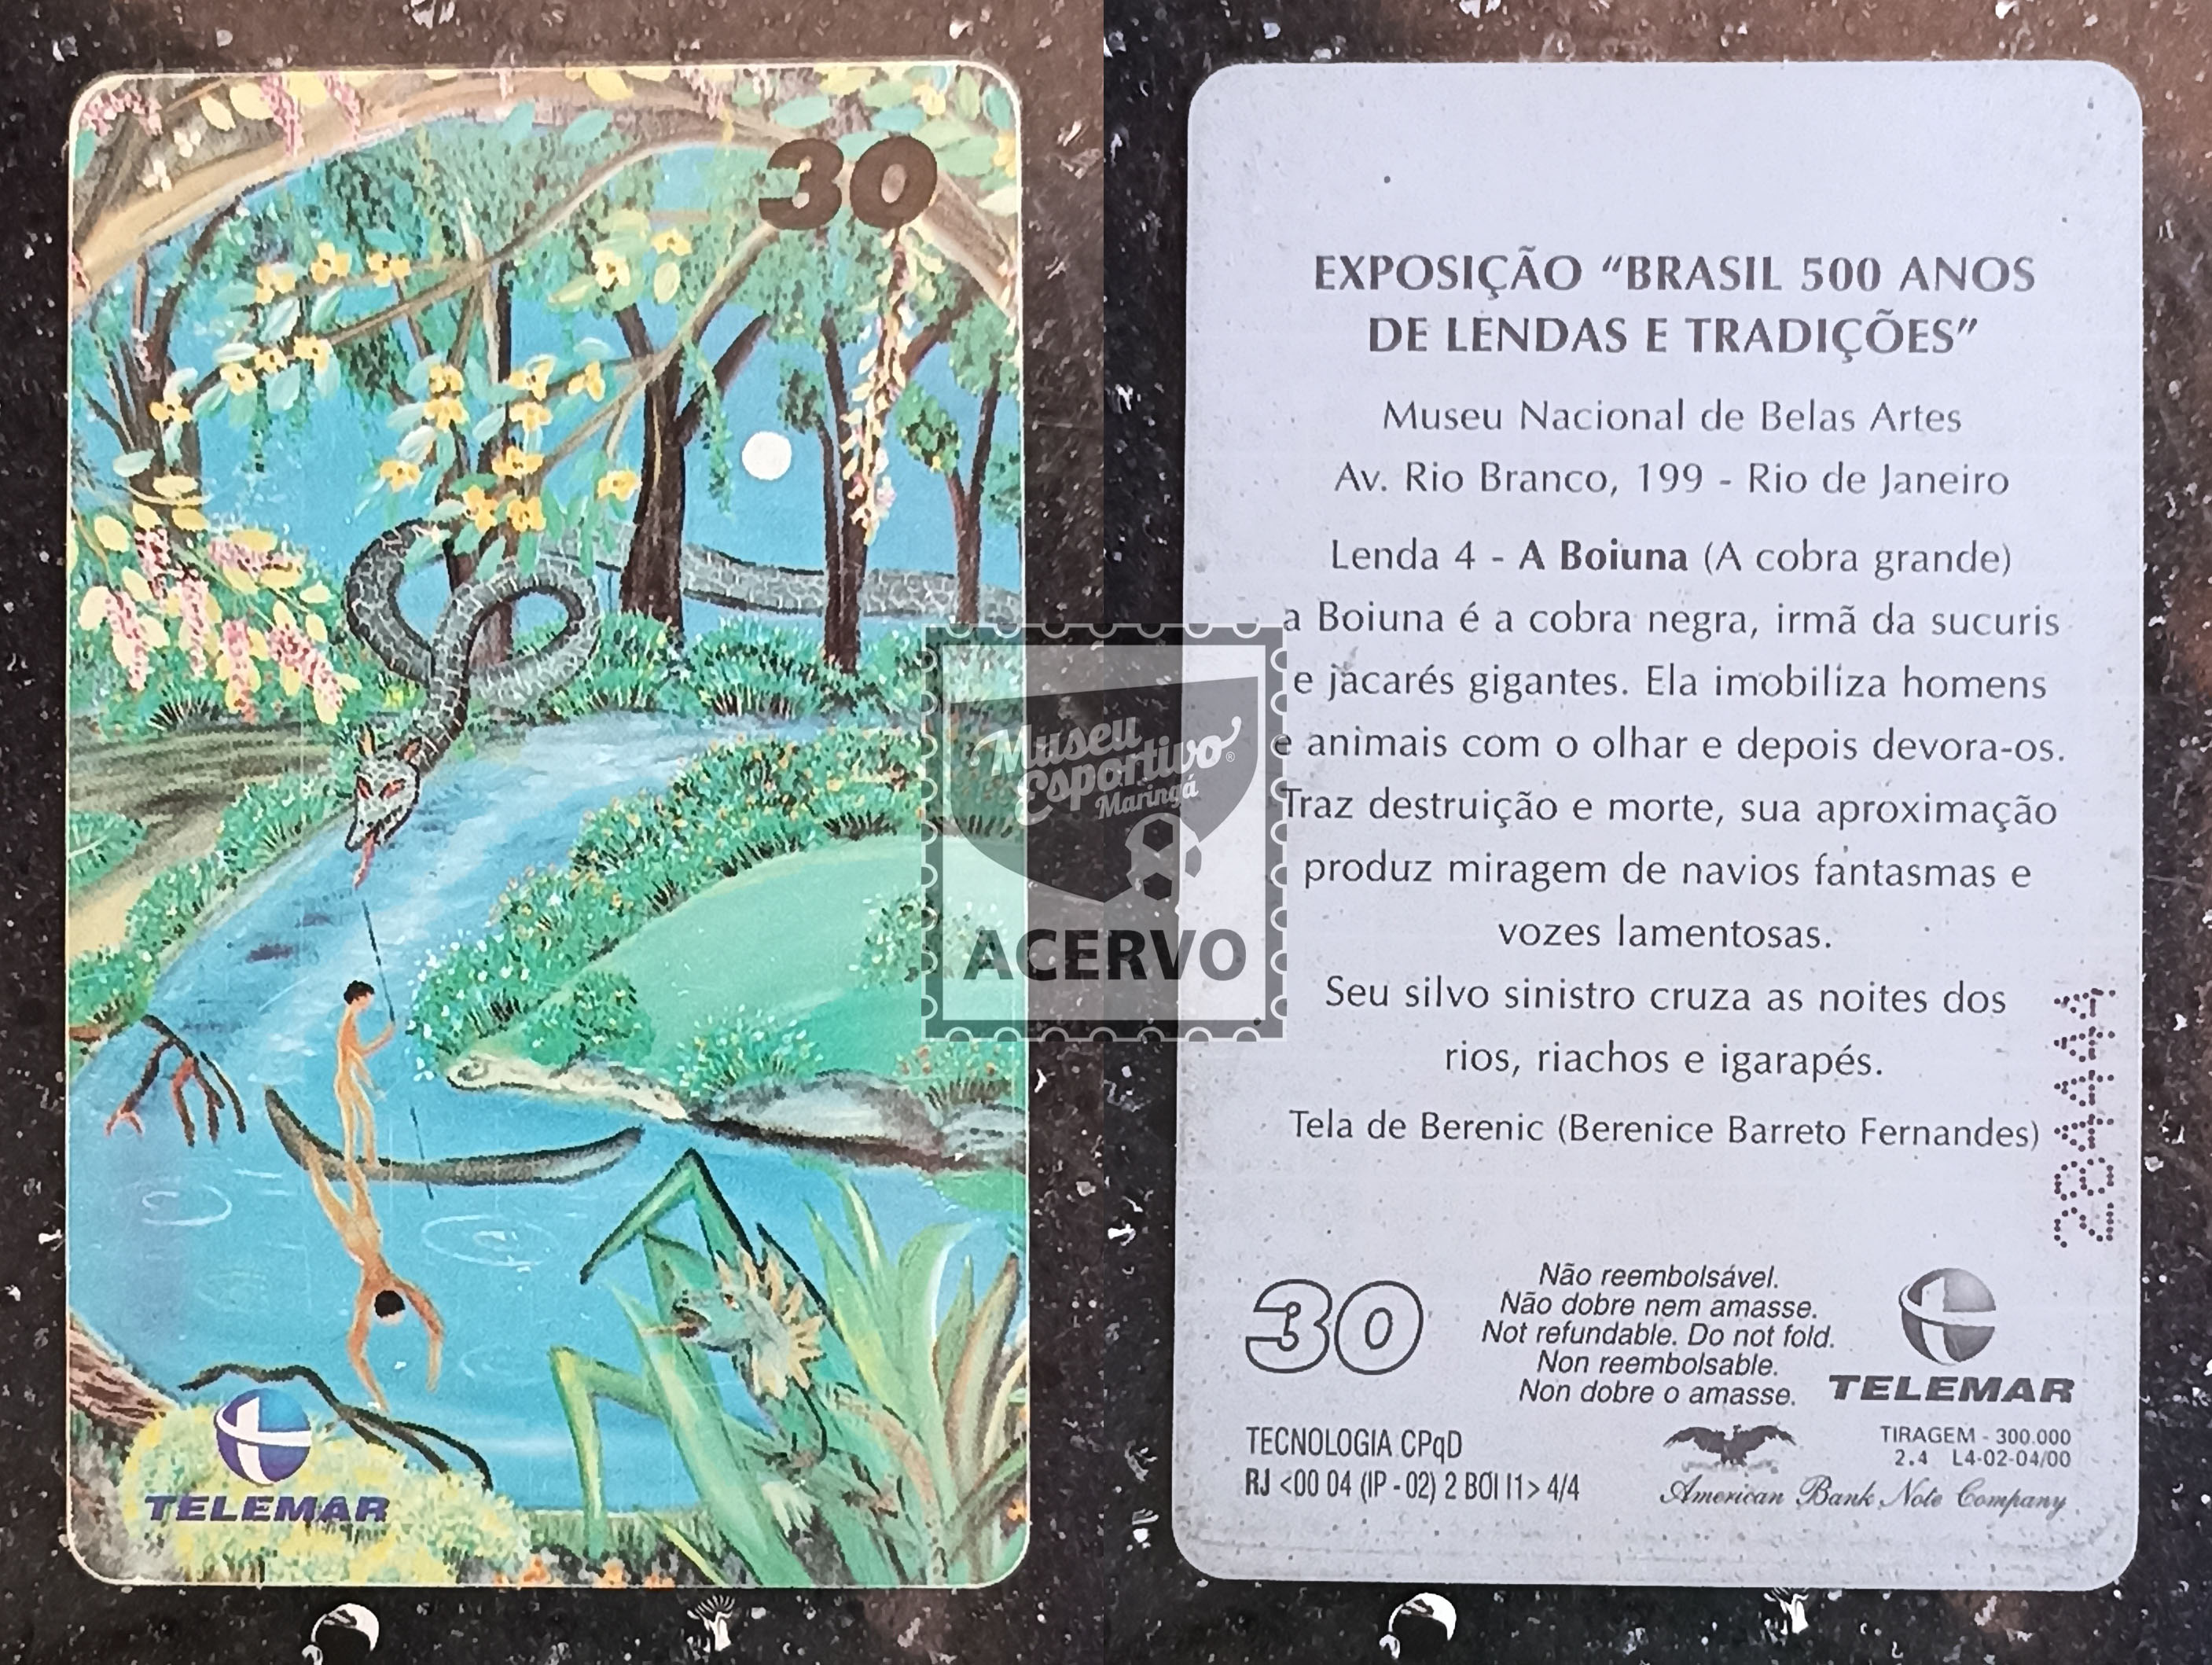 30
TELEMAR
EXPOSIÇÃO “BRASIL 500 ANOS
DE LENDAS E TRADIÇÕES”
Museu Nacional de Belas Artes
Av. Rio Branco, 199 - Rio de Janeiro
Lenda 4 - A Boiuna (A cobra grande)
a Boiuna é a cobra negra, irmã da sucuris
e jacarés gigantes. Ela imobiliza homens
e animais com o olhar e depois devora-os.
Traz destruição e morte, sua aproximação
produz miragem de navios fantasmas e
vozes lamentosas.
Seu silvo sinistro cruza as noites dos
rios, riachos e igarapés.
Tela de Berenic (Berenice Barreto Fernandes)
30
Não reembolsável.
Não dobre nem amasse.
Not refundable. Do not fold.
Non reembolsable.
Non dobre o amasse.
TELEMAR
TECNOLOGIA CPqD
RJ <00 04 (IP - 02) 2 BOI I1> 4/4
TIRAGEM - 300.000
2.4 L4-02-04/00
American Bank Note Company
Museu
Esportivo®
Maringá
ACERVO